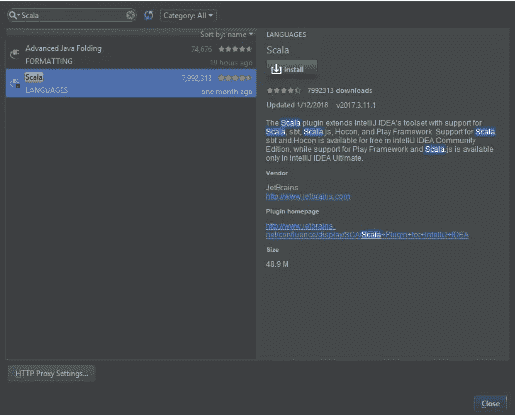 Scala
Category: All
Sort by: name
Advanced Java Folding 74,676
FORMATTING 19 hours ago
Scala 7,992,313
LANGUAGES one month ago
LANGUAGES
Scala
Install
7992313 downloads
Updated 1/12/2018 v2017.3.11.1
The Scala plugin extends IntelliJ IDEA's toolset with support for
Scala, sbt, Scala.js, Hocon, and Play Framework. Support for Scala,
sbt and Hocon is available for free in IntelliJ IDEA Community
Edition, while support for Play Framework and Scala.js is available
only in IntelliJ IDEA Ultimate.
Vendor
JetBrains
http://www.jetbrains.com
Plugin homepage
http://www.jetbrains.
net/confluence/display/SCA/Scala+Plugin+for+IntelliJ+IDEA
Size
48.9 M
HTTP Proxy Settings...
Close